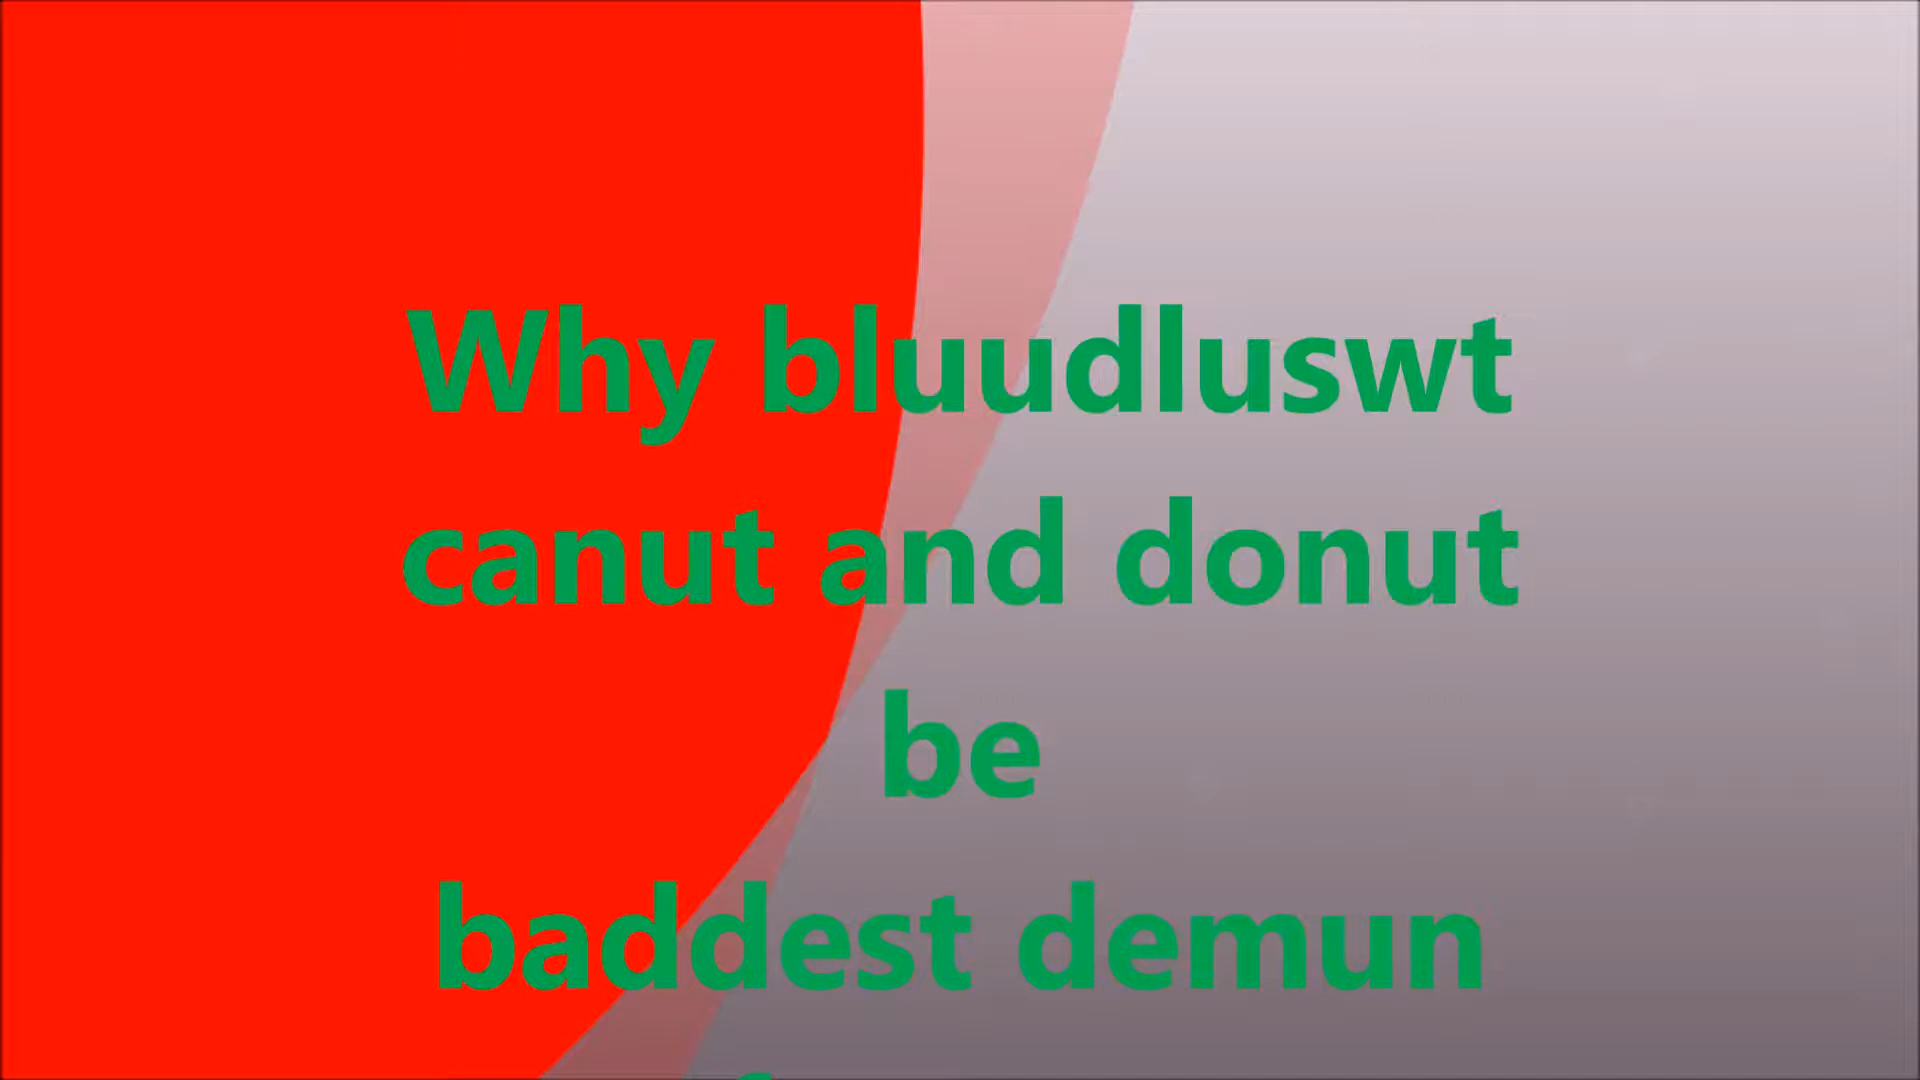 Why bluudluswt
canut and donut
be
baddest demun